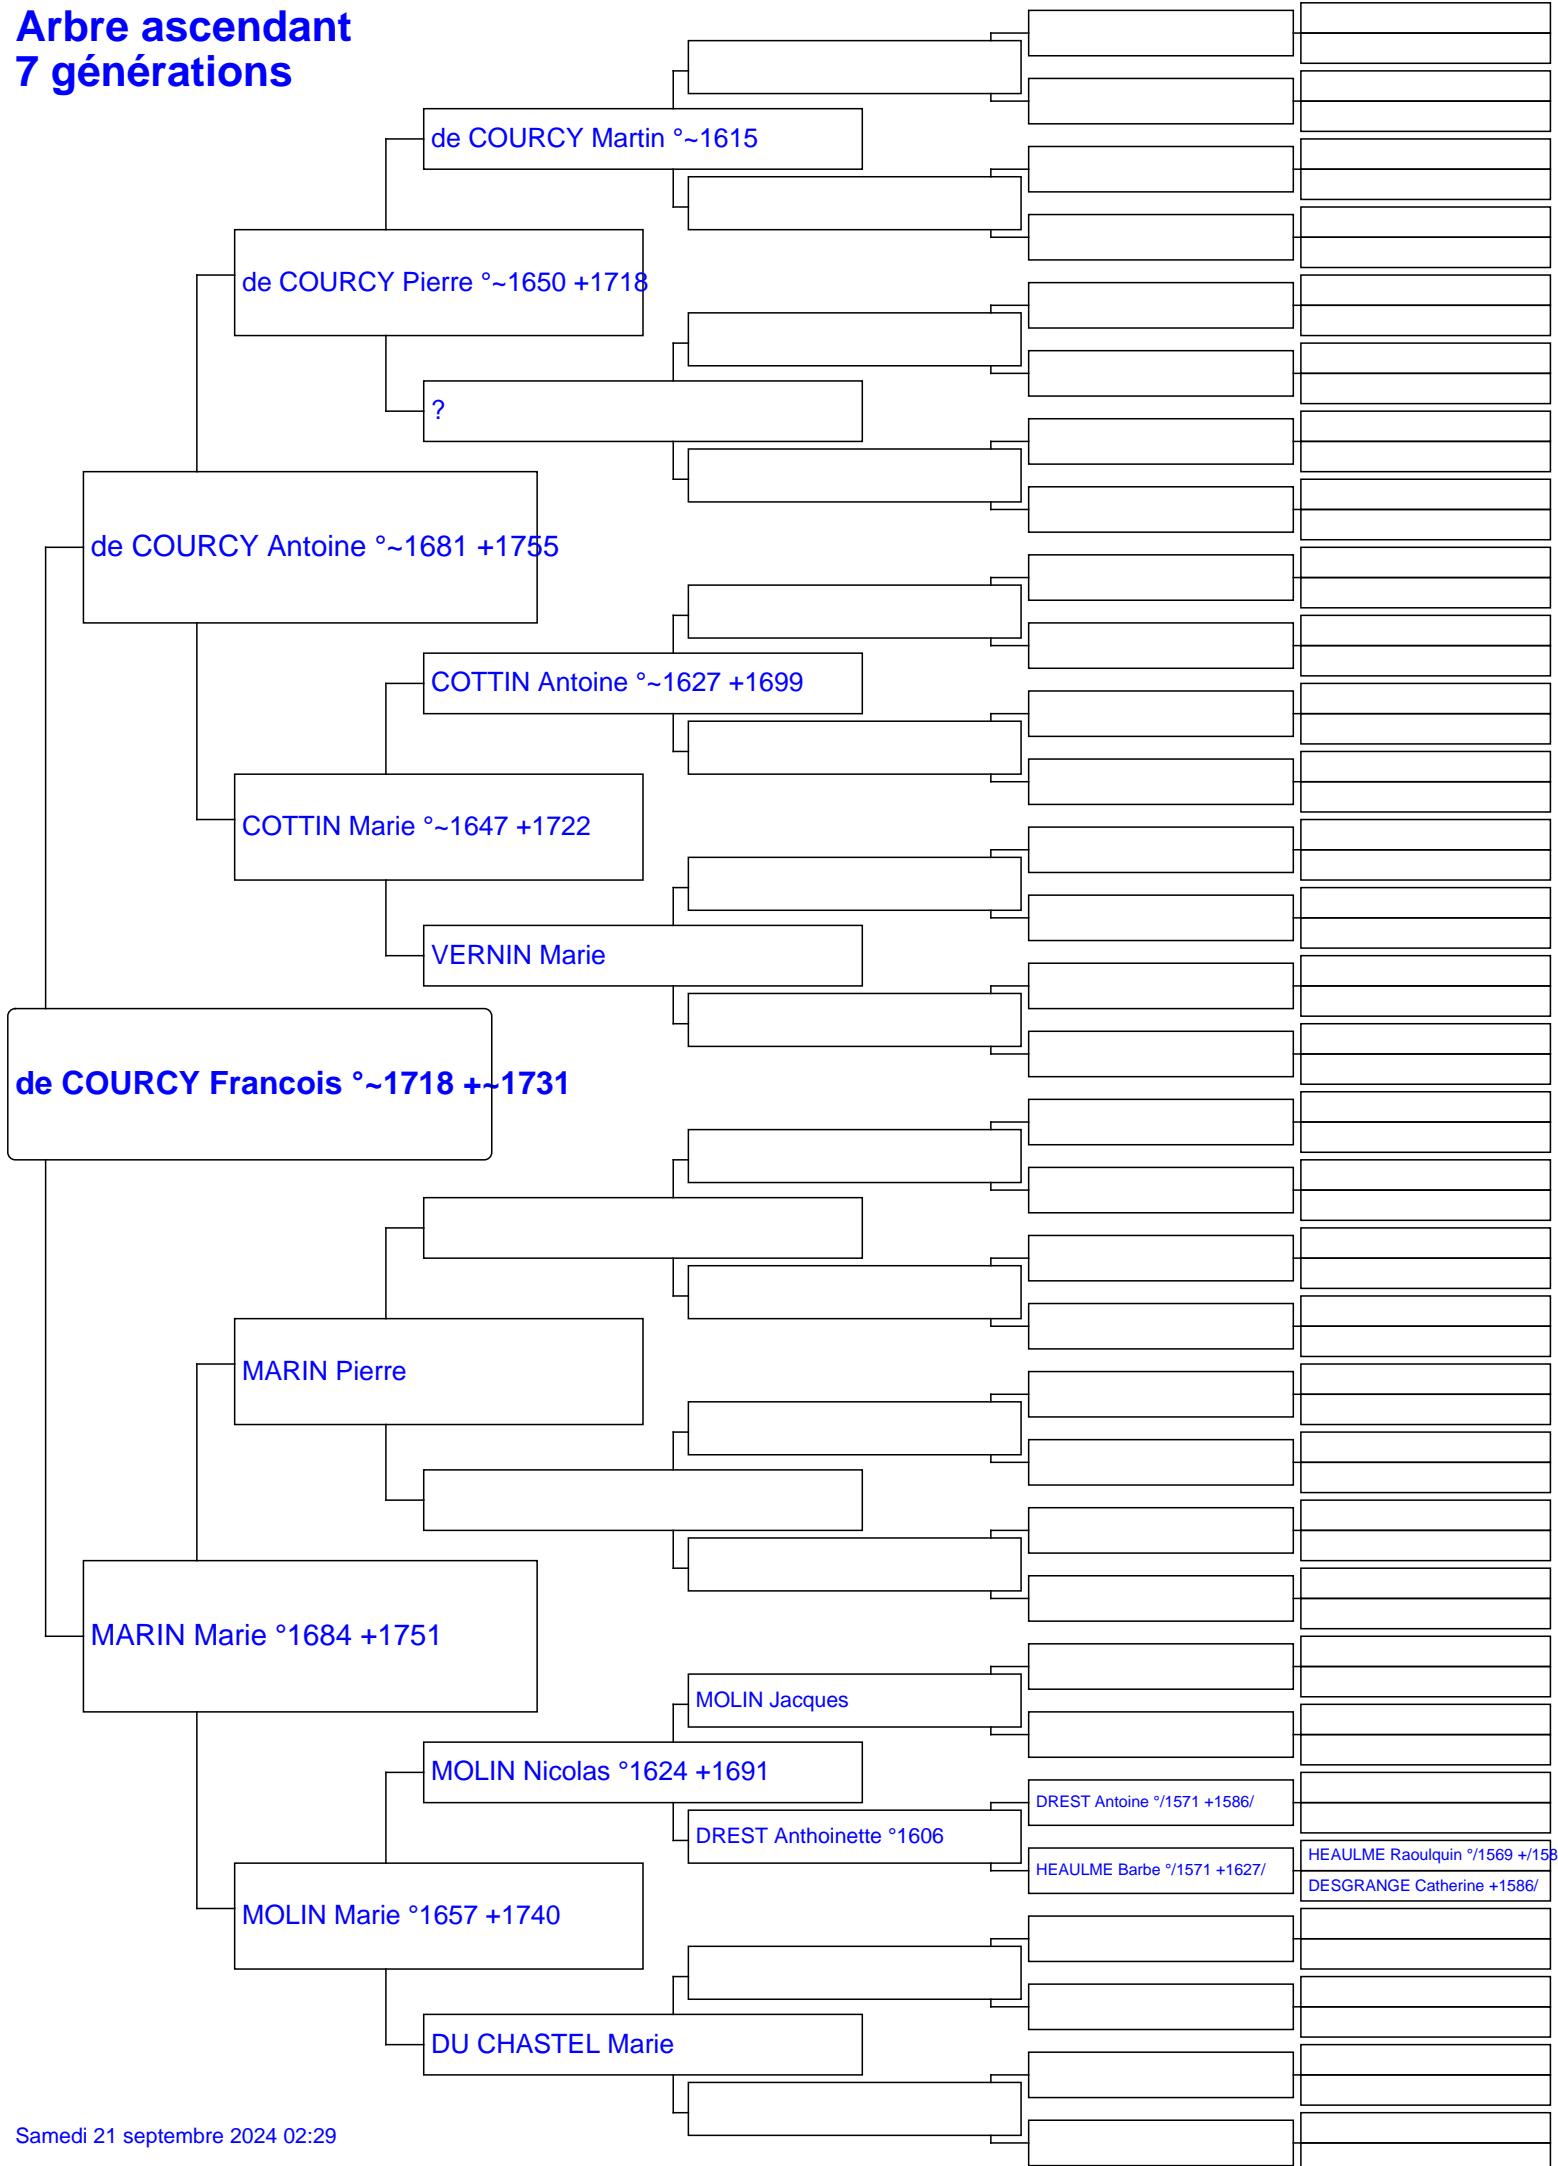 Arbre ascendant
7 générations
de COURCY Martin °~1615
de COURCY Pierre °~1650 +1718
?
de COURCY Antoine °~1681 +1755
COTTIN Antoine °~1627 +1699
COTTIN Marie °~1647 +1722
VERNIN Marie
de COURCY Francois °~1718 +~1731
MARIN Pierre
MARIN Marie °1684 +1751
MOLIN Jacques
MOLIN Nicolas °1624 +1691
DREST Antoine °/1571 +1586/
DREST Anthoinette °1606
HEAULME Raoulquin °/1569 +/158
HEAULME Barbe °/1571 +1627/
DESGRANGE Catherine +1586/
MOLIN Marie °1657 +1740
DU CHASTEL Marie
Samedi 21 septembre 2024 02:29